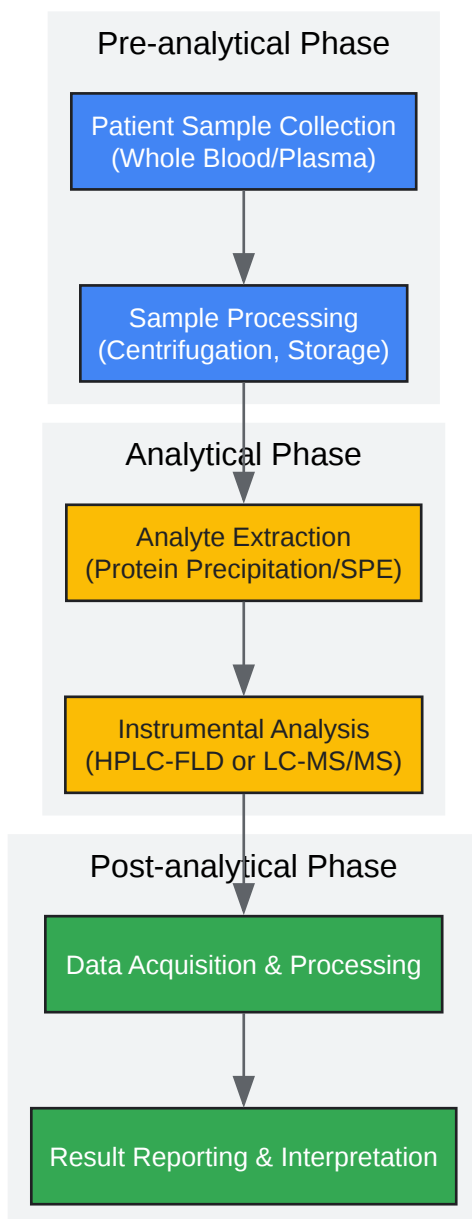 Pre-analytical Phase
Patient Sample Collection
(Whole Blood/Plasma)
Sample Processing
(Centrifugation, Storage)
Analytical Phase
Analyte Extraction
(Protein Precipitation/SPE)
Instrumental Analysis
(HPLC-FLD or LC-MS/MS)
Post-analytical Phase
Data Acquisition & Processing
Result Reporting & Interpretation